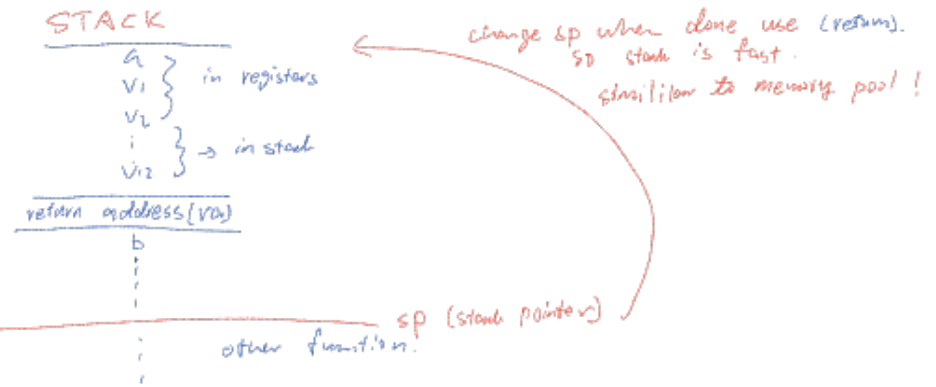 STACK
change sp when done use (return).
so stack is fast.
similar to memory pool!
a
v1
v2
in registers
i
v12
→ in stack
return address(va)
b
sp (stack pointer)
other function.